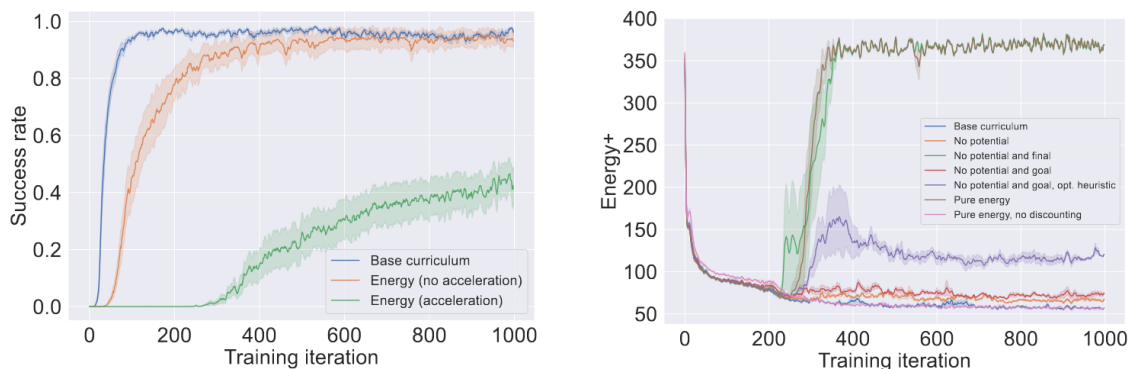 1.0
0.8
0.6
0.4
0.2
0.0
Success rate
0 200 400 600 800 1000
Training iteration
Base curriculum
Energy (no acceleration)
Energy (acceleration)
400
350
300
250
200
150
100
50
Energy+
0 200 400 600 800 1000
Training iteration
Base curriculum
No potential
No potential and final
No potential and goal
No potential and goal, opt. heuristic
Pure energy
Pure energy, no discounting